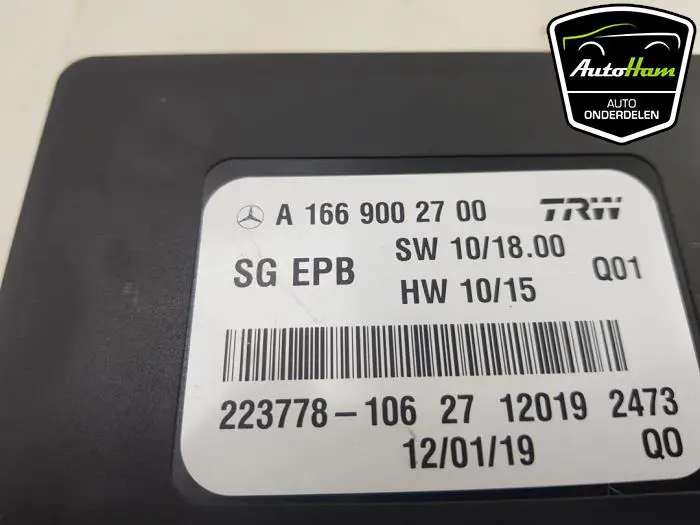 AutoHam
AUTO
ONDERDELEN
A 166 900 27 00 TRW
SG EPB SW 10/18.00 Q01
HW 10/15
223778-106 27 12019 2473
12/01/19 Q0